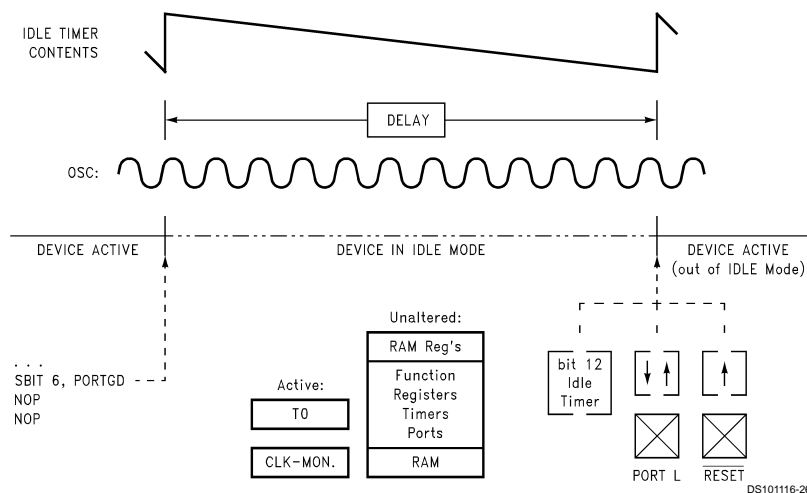 IDLE TIMER
CONTENTS
DELAY
OSC:
DEVICE ACTIVE
DEVICE IN IDLE MODE
DEVICE ACTIVE
(out of IDLE Mode)
. . .
SBIT 6, PORTGD
NOP
NOP
Active:
T0
CLK-MON.
Unaltered:
RAM Reg's
Function
Registers
Timers
Ports
RAM
bit 12
Idle
Timer
PORT L
RESET
DS101116-20